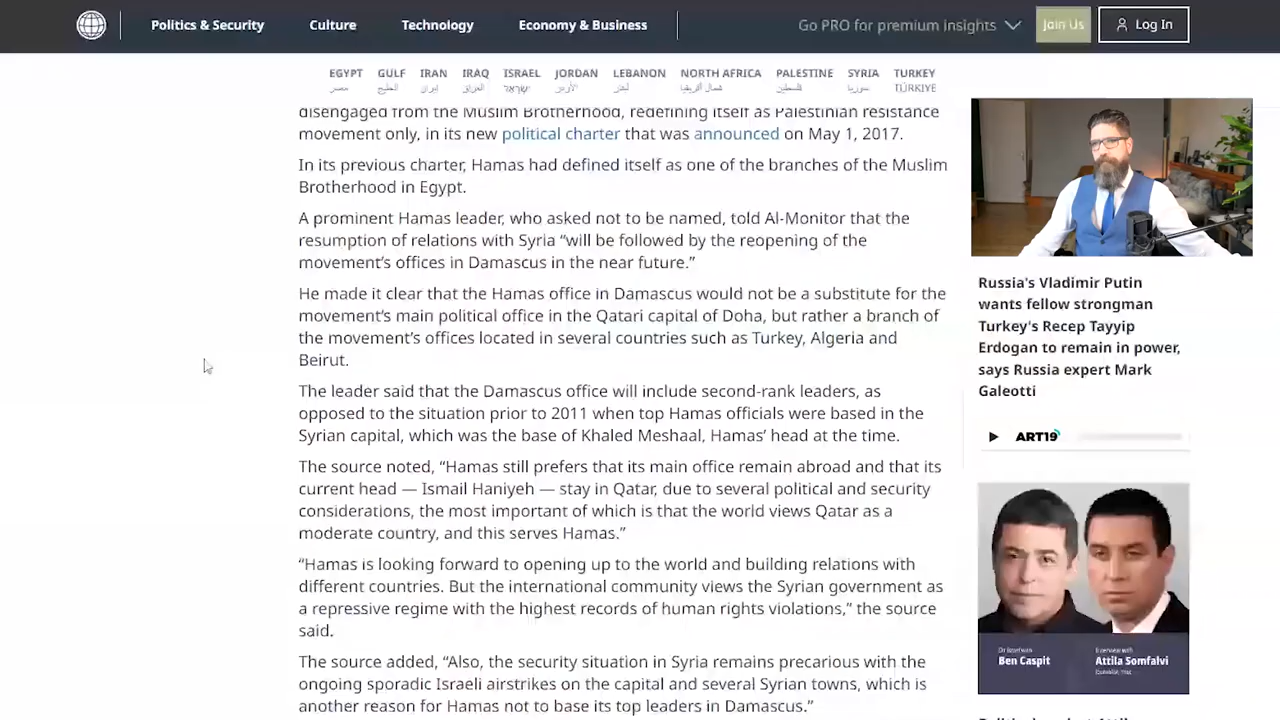 Politics & Security
Culture
Technology
Economy & Business
Go PRO for premium insights
Join Us
Log In
EGYPT
GULF
IRAN
IRAQ
ISRAEL
JORDAN
LEBANON
NORTH AFRICA
PALESTINE
SYRIA
TURKEY
مصر
الخليج
ايران
العراق
ישראל
الأردن
لبنان
شمال أفريقيا
فلسطين
سوريا
TÜRKIYE
disengaged from the Muslim Brotherhood, redefining itself as Palestinian resistance
movement only, in its new political charter that was announced on May 1, 2017.
In its previous charter, Hamas had defined itself as one of the branches of the Muslim
Brotherhood in Egypt.
A prominent Hamas leader, who asked not to be named, told Al-Monitor that the
resumption of relations with Syria “will be followed by the reopening of the
movement’s offices in Damascus in the near future.”
He made it clear that the Hamas office in Damascus would not be a substitute for the
movement’s main political office in the Qatari capital of Doha, but rather a branch of
the movement’s offices located in several countries such as Turkey, Algeria and
Beirut.
The leader said that the Damascus office will include second-rank leaders, as
opposed to the situation prior to 2011 when top Hamas officials were based in the
Syrian capital, which was the base of Khaled Meshaal, Hamas’ head at the time.
The source noted, “Hamas still prefers that its main office remain abroad and that its
current head — Ismail Haniyeh — stay in Qatar, due to several political and security
considerations, the most important of which is that the world views Qatar as a
moderate country, and this serves Hamas.”
“Hamas is looking forward to opening up to the world and building relations with
different countries. But the international community views the Syrian government as
a repressive regime with the highest records of human rights violations,” the source
said.
The source added, “Also, the security situation in Syria remains precarious with the
ongoing sporadic Israeli airstrikes on the capital and several Syrian towns, which is
another reason for Hamas not to base its top leaders in Damascus.”
Russia's Vladimir Putin
wants fellow strongman
Turkey's Recep Tayyip
Erdogan to remain in power,
says Russia expert Mark
Galeotti
ART19
Ben Caspit
Attila Somfalvi